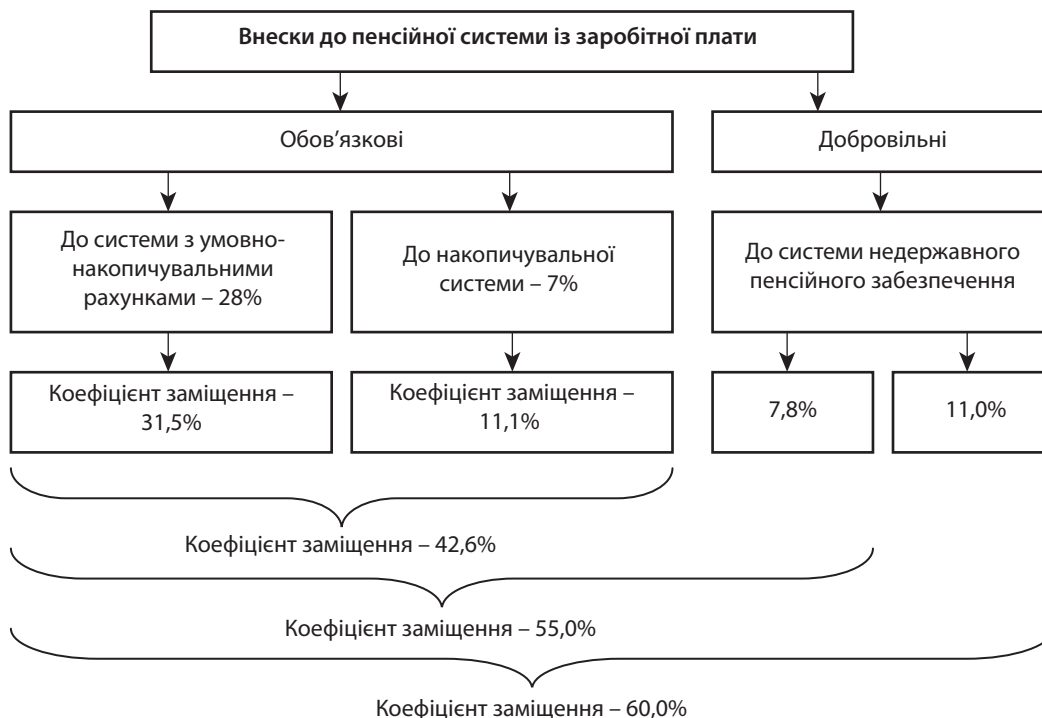 Внески до пенсійної системи із заробітної плати
Обов’язкові
Добровільні
До системи з умовно-
накопичувальними
рахунками – 28%
До накопичувальної
системи – 7%
До системи недержавного
пенсійного забезпечення
Коефіцієнт заміщення –
31,5%
Коефіцієнт заміщення –
11,1%
7,8%
11,0%
Коефіцієнт заміщення – 42,6%
Коефіцієнт заміщення – 55,0%
Коефіцієнт заміщення – 60,0%